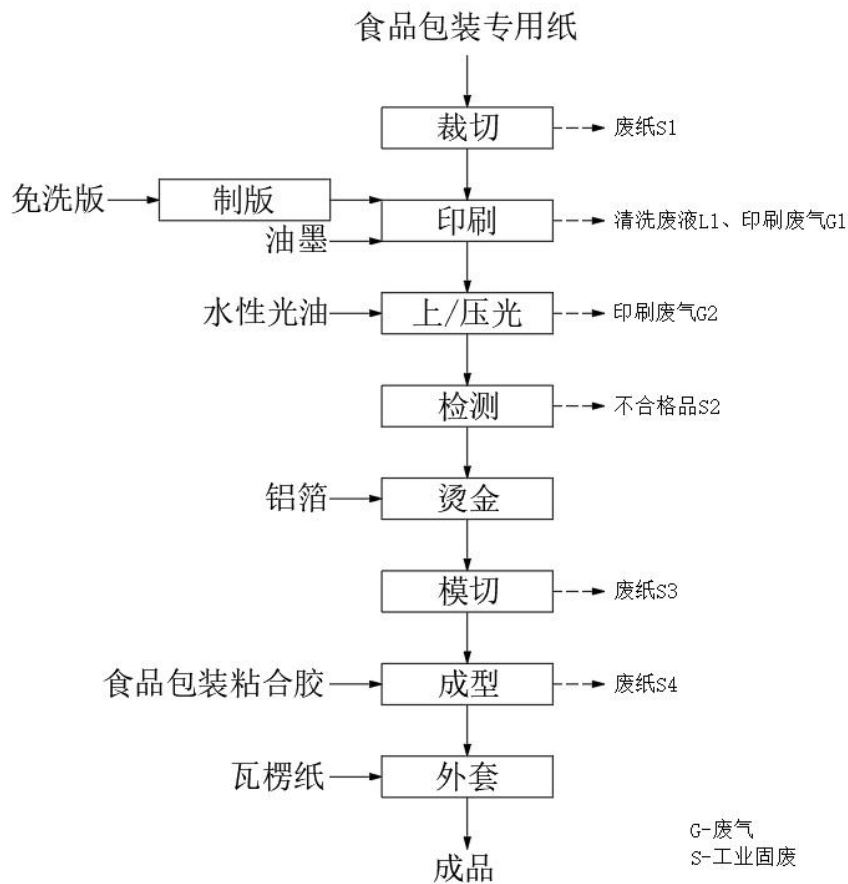 食品包装专用纸
裁切
废纸S1
免洗版
制版
油墨
印刷
清洗废液L1、印刷废气G1
水性光油
上/压光
印刷废气G2
检测
不合格品S2
铝箔
烫金
模切
废纸S3
食品包装粘合胶
成型
废纸S4
瓦楞纸
外套
成品
G-废气
S-工业固废